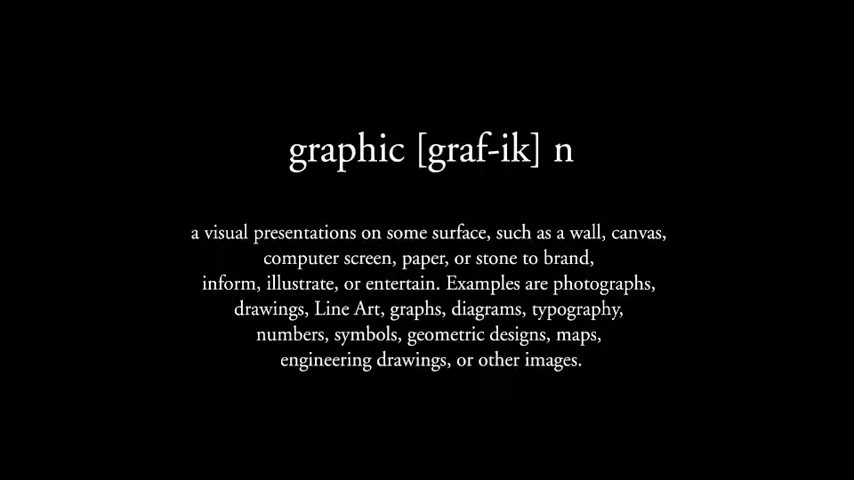 graphic [graf-ik] n
a visual presentations on some surface, such as a wall, canvas,
computer screen, paper, or stone to brand,
inform, illustrate, or entertain. Examples are photographs,
drawings, Line Art, graphs, diagrams, typography,
numbers, symbols, geometric designs, maps,
engineering drawings, or other images.